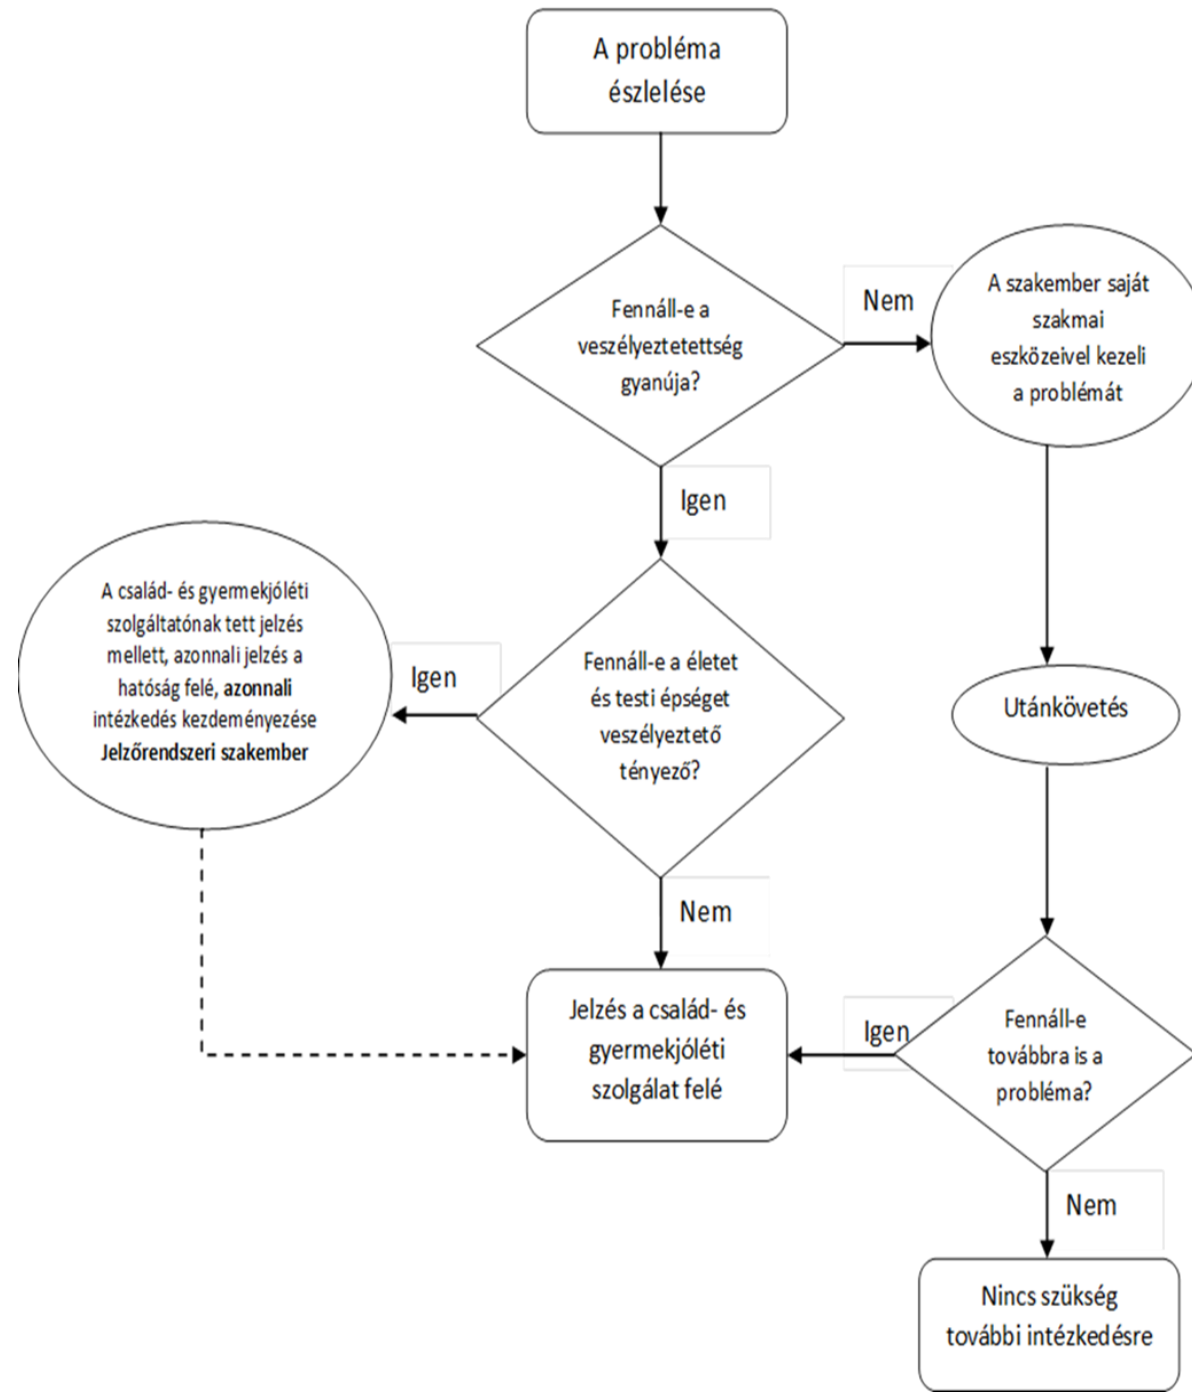 A probléma
észlelése
Fennáll-e a
veszélyeztetettség
gyanúja?
Nem
A szakember saját
szakmai
eszközeivel kezeli
a problémát
Igen
A család- és gyermekjóléti
szolgáltatónak tett jelzés
mellett, azonnali jelzés a
hatóság felé, azonnali
intézkedés kezdeményezése
Jelzőrendszeri szakember
Igen
Fennáll-e a életet
és testi épséget
veszélyeztető
tényező?
Utánkövetés
Nem
Jelzés a család- és
gyermekjóléti
szolgálat felé
Igen
Fennáll-e
továbbra is a
probléma?
Nem
Nincs szükség
további intézkedésre